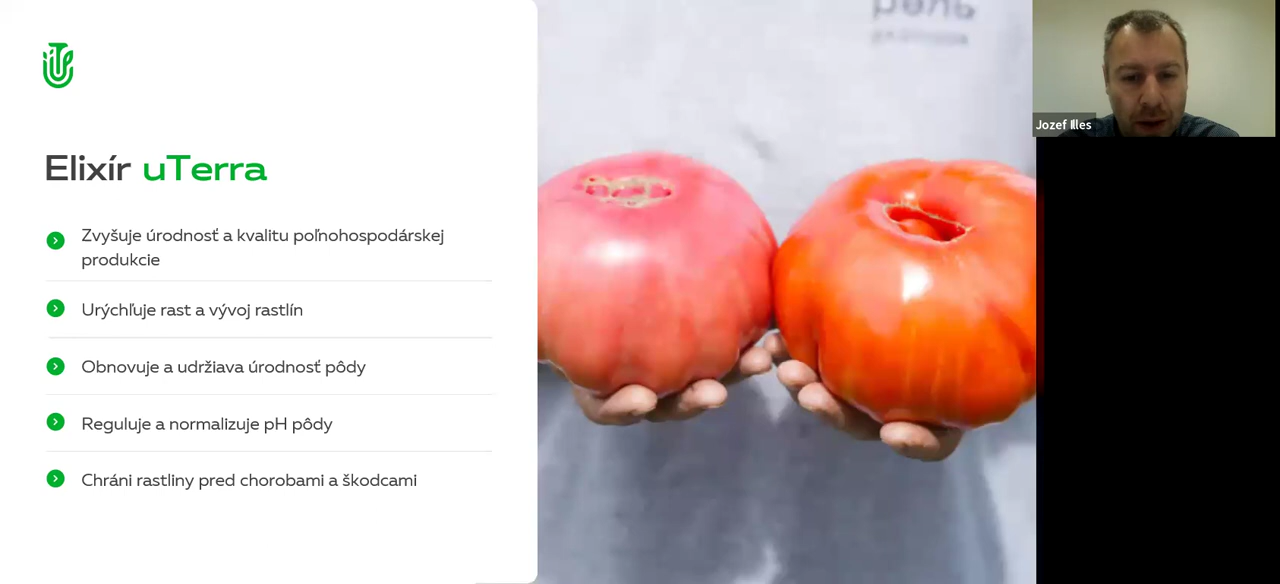 Elixír uTerra
Zvyšuje úrodnosť a kvalitu poľnohospodárskej
produkcie
Urýchľuje rast a vývoj rastlín
Obnovuje a udržiava úrodnosť pôdy
Reguluje a normalizuje pH pôdy
Chráni rastliny pred chorobami a škodcami
Jozef Illes